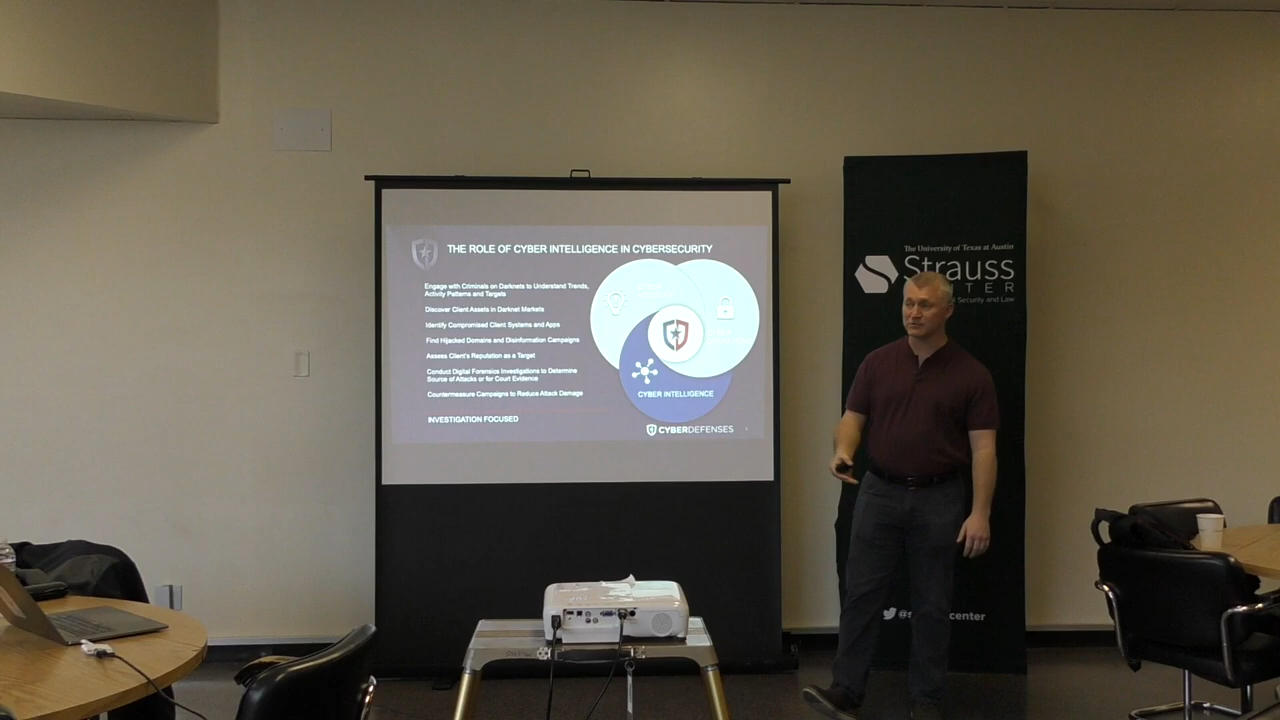 THE ROLE OF CYBER INTELLIGENCE IN CYBERSECURITY
Engage with Criminals on Darknets to Understand Trends,
Activity Patterns and Targets
Discover Client Assets in Darknet Markets
Identify Compromised Client Systems and Apps
Find Hijacked Domains and Disinformation Campaigns
Assess Client's Reputation as a Target
Conduct Digital Forensics Investigations to Determine
Source of Attacks or for Court Evidence
Countermeasure Campaigns to Reduce Attack Damage
INVESTIGATION FOCUSED
CYBER INTELLIGENCE
CYBERDEFENSES
The University of Texas at Austin
Strauss
TER
Security and Law
@s center